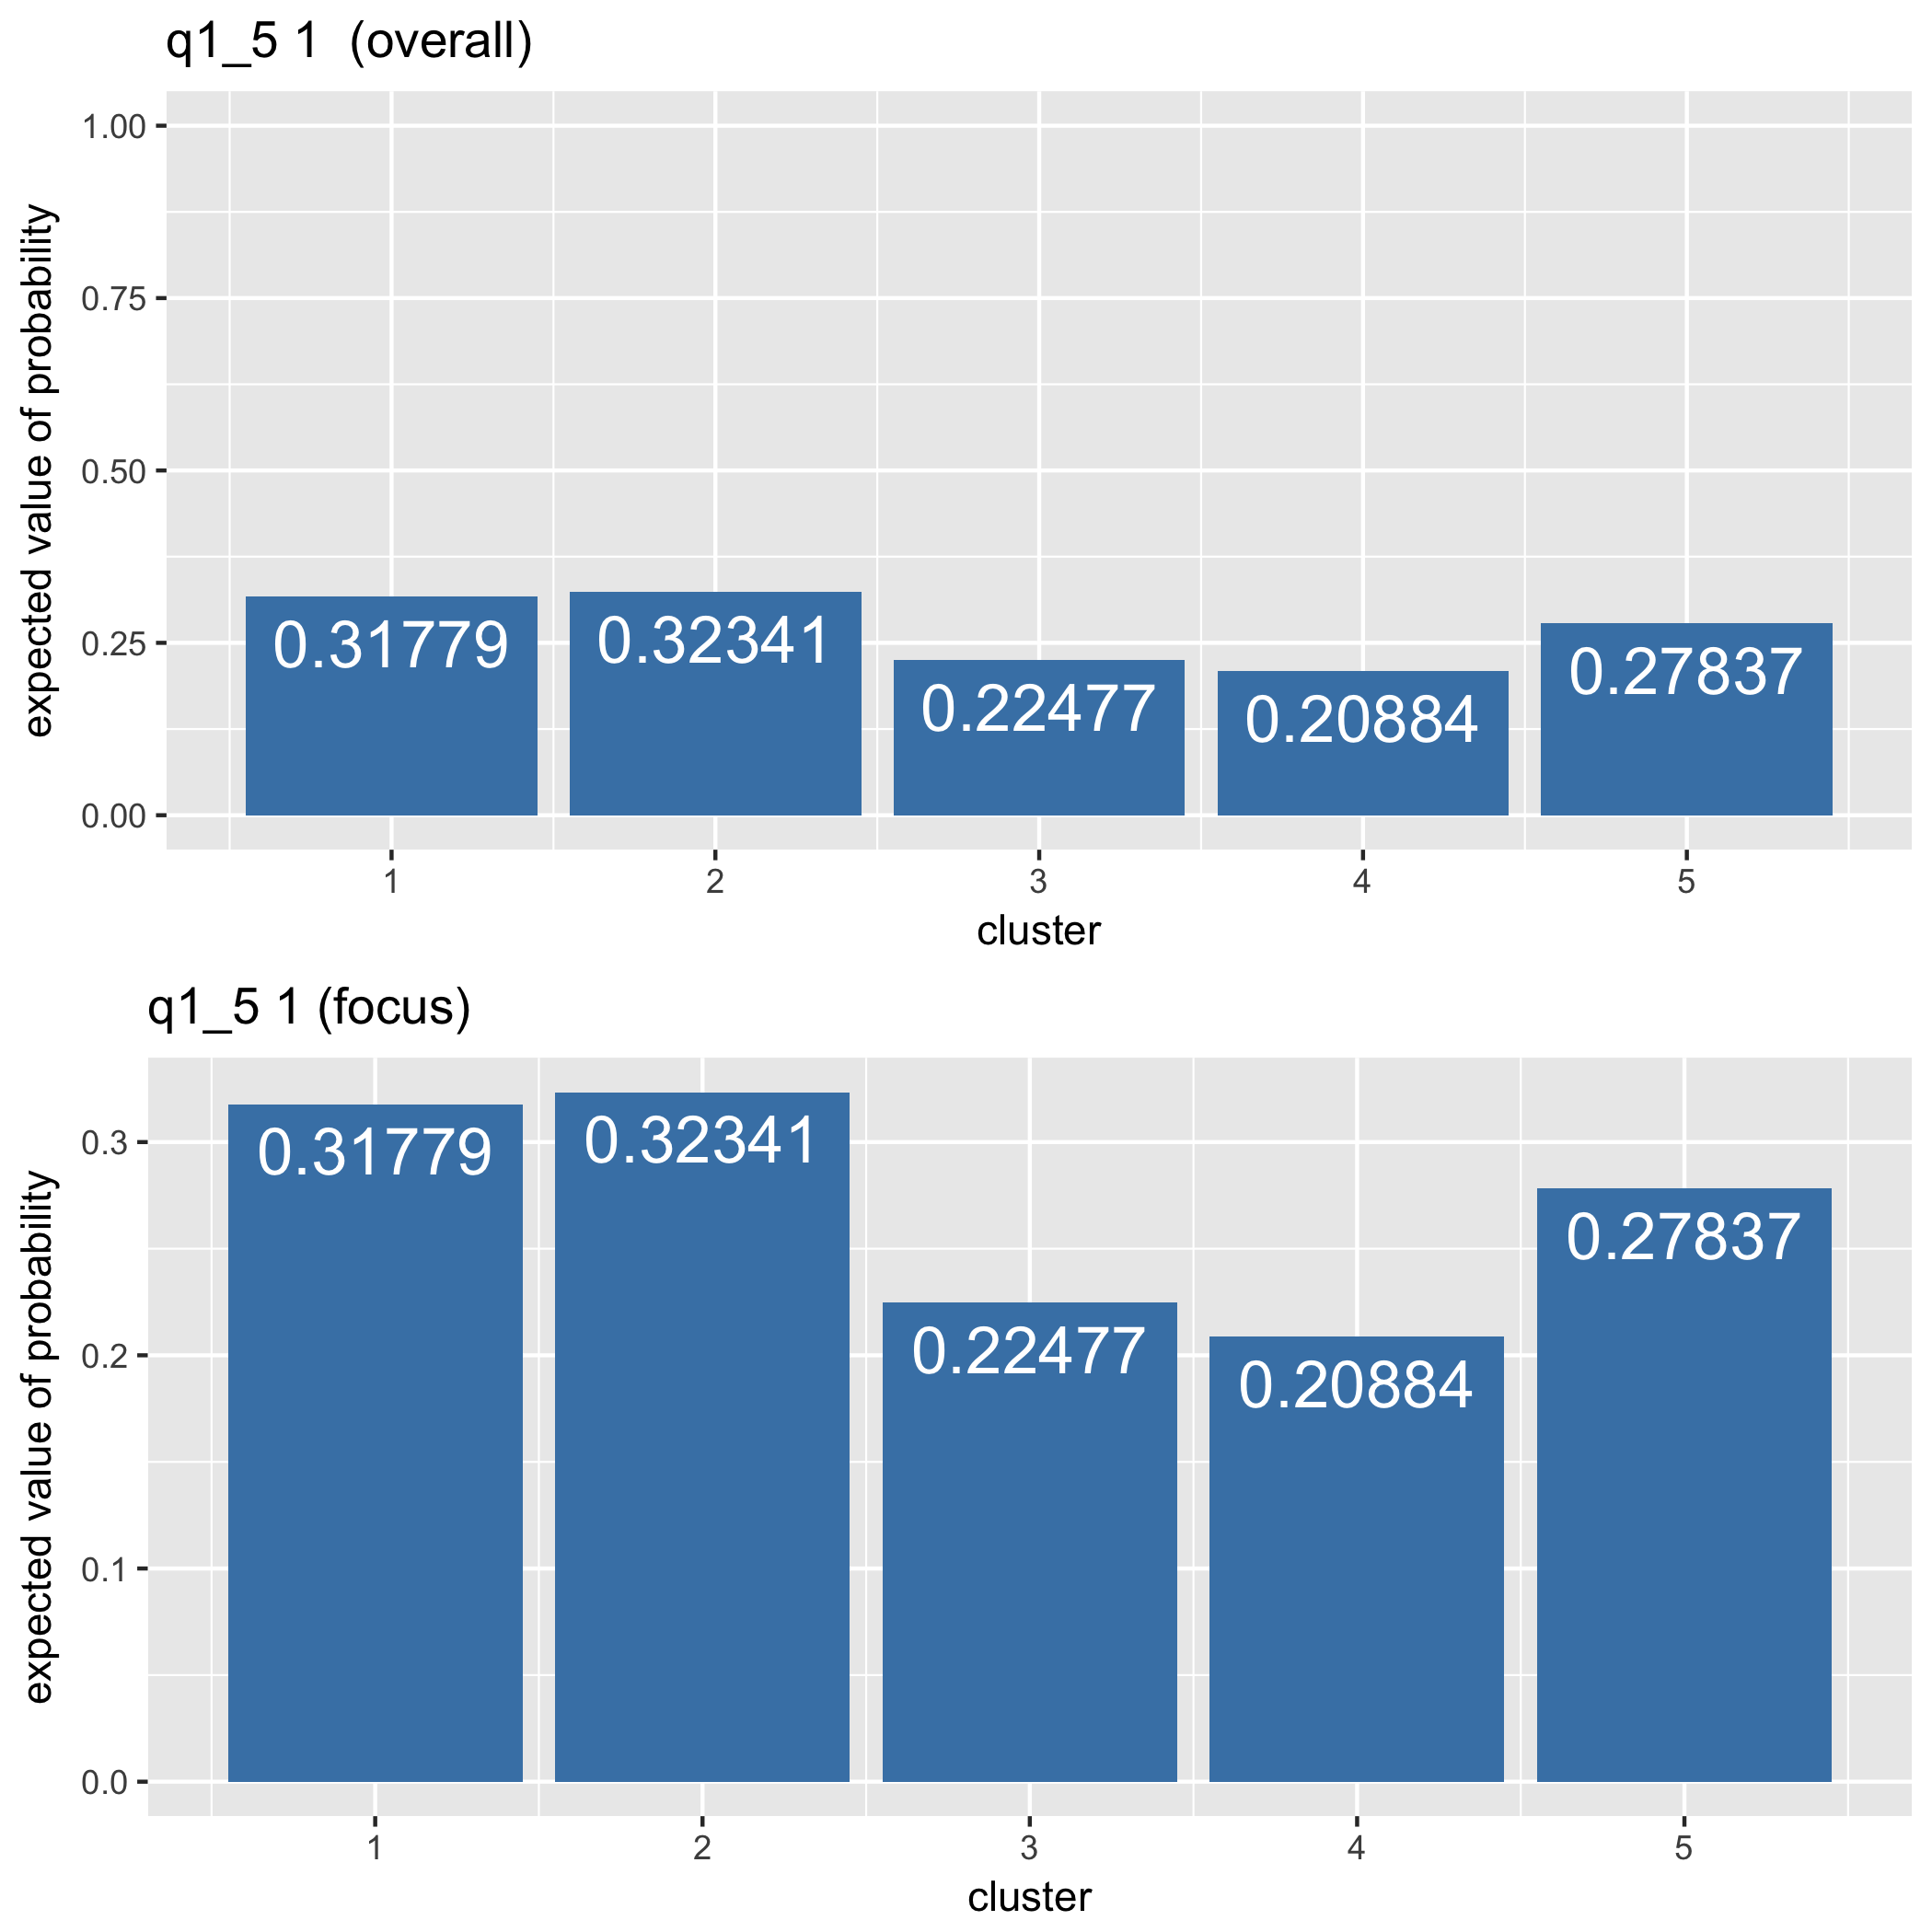 q1_5 1  (overall)
expected value of probability
1.00
0.75
0.50
0.25
0.00
0.31779
0.32341
0.22477
0.20884
0.27837
1 2 3 4 5
cluster
q1_5 1 (focus)
expected value of probability
0.3
0.2
0.1
0.0
0.31779
0.32341
0.22477
0.20884
0.27837
1 2 3 4 5
cluster